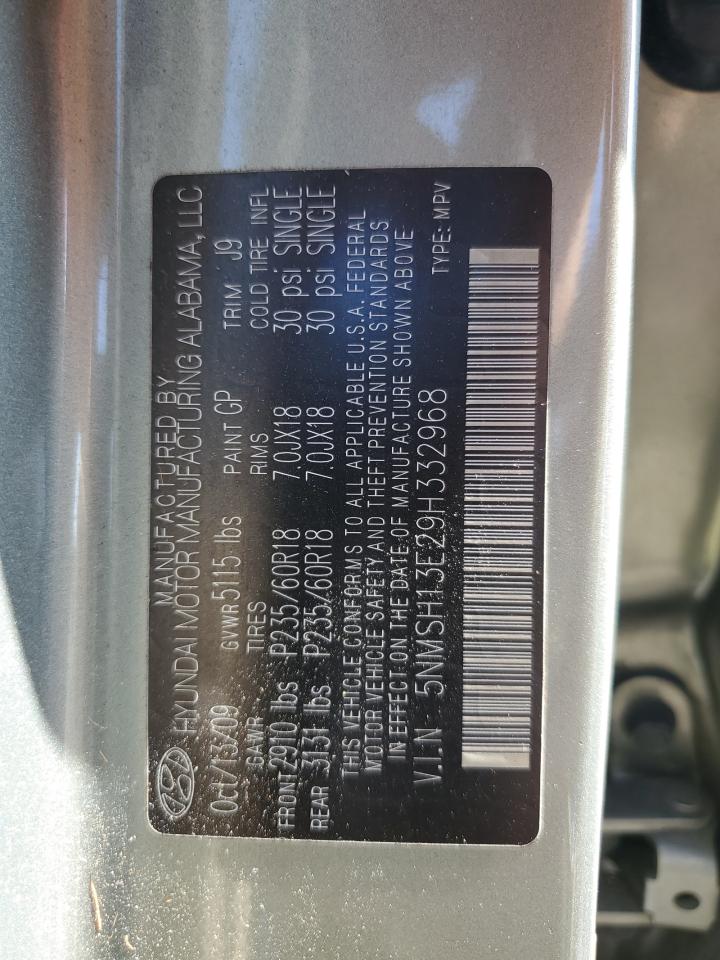 MANUFACTURED BY
HYUNDAI MOTOR MANUFACTURING ALABAMA, LLC
Oct/13/09 GVWR 5115 lbs PAINT GP TRIM J9
GAWR TIRES RIMS COLD TIRE INFL
FRONT 2910 lbs P235/60R18 7.0JX18 30 psi SINGLE
REAR 3131 lbs P235/60R18 7.0JX18 30 psi SINGLE
THIS VEHICLE CONFORMS TO ALL APPLICABLE U.S.A. FEDERAL
MOTOR VEHICLE SAFETY AND THEFT PREVENTION STANDARDS
IN EFFECT ON THE DATE OF MANUFACTURE SHOWN ABOVE
V.I.N : 5NMSH13E29H332968 TYPE: MPV